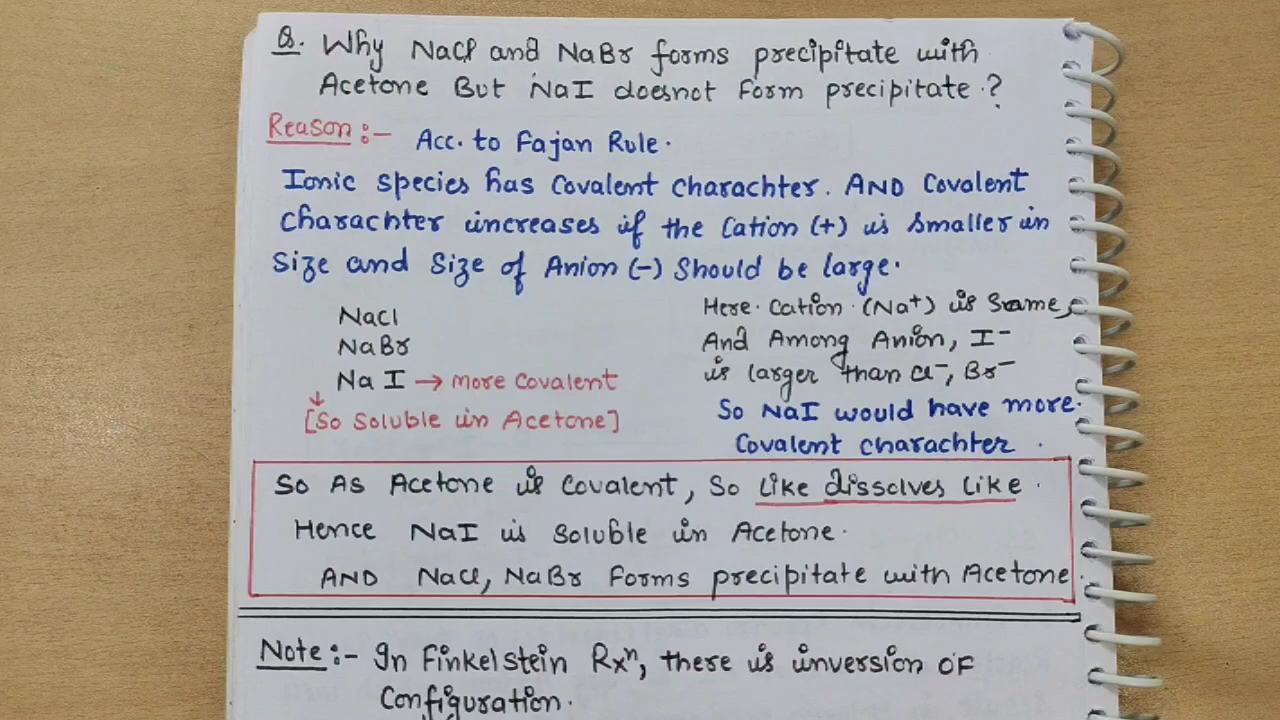 Q. Why NaCl and NaBr forms precipitate with
Acetone But NaI doesnot form precipitate.?
Reason:- Acc. to Fajan Rule.
Ionic species has Covalent charachter. AND Covalent
charachter increases if the Cation (+) is smaller in
size and size of Anion (-) should be large.
NaCl
NaBr
NaI → more Covalent
↓
[So Soluble in Acetone]
Here. Cation (Na⁺) is same,
And Among Anion, I⁻
is larger than Cl⁻, Br⁻
So NaI would have more.
Covalent charachter.
So As Acetone is Covalent, So Like dissolves Like.
Hence NaI is soluble in Acetone.
AND NaCl, NaBr Forms precipitate with Acetone.
Note:- In Finkelstein Rxⁿ, there is inversion OF
Configuration.